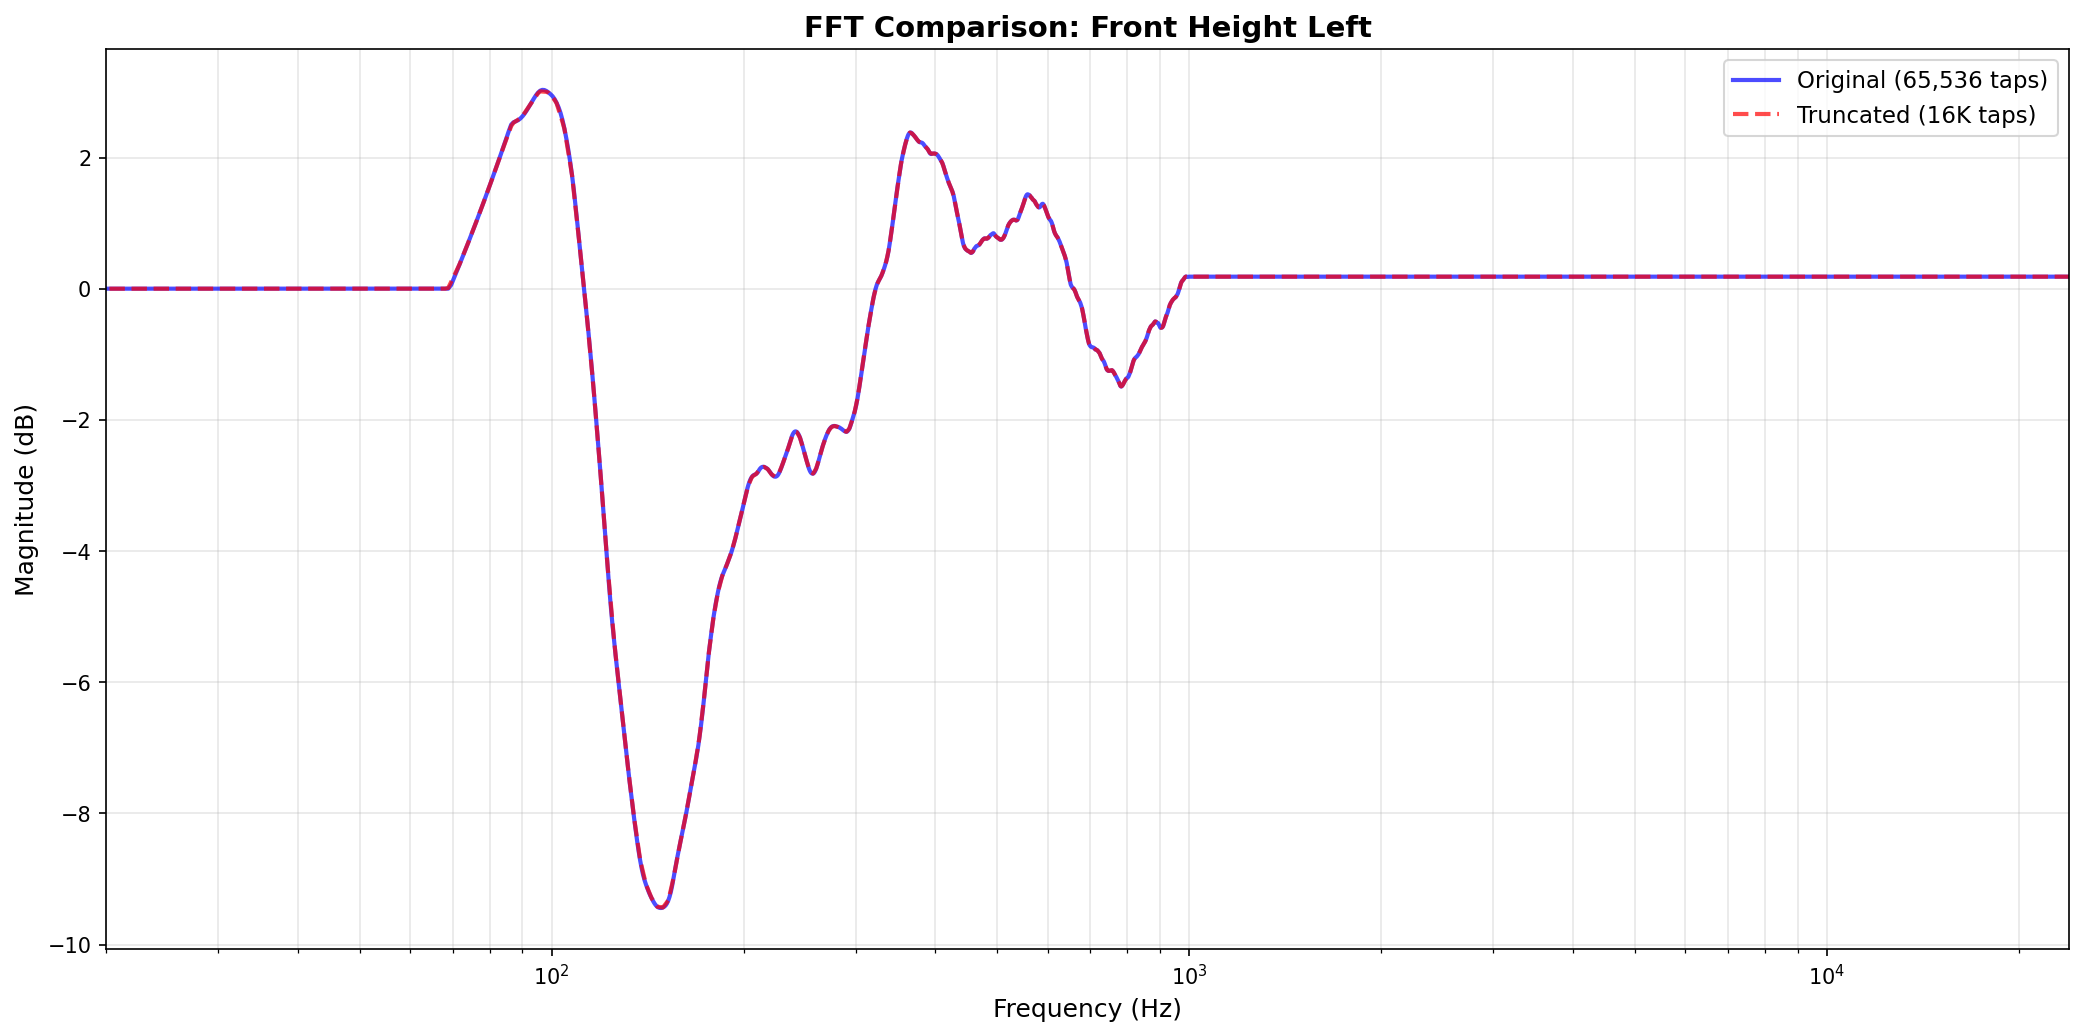 FFT Comparison: Front Height Left
Original (65,536 taps)
Truncated (16K taps)
Magnitude (dB)
2
0
−2
−4
−6
−8
−10
10²
10³
10⁴
Frequency (Hz)